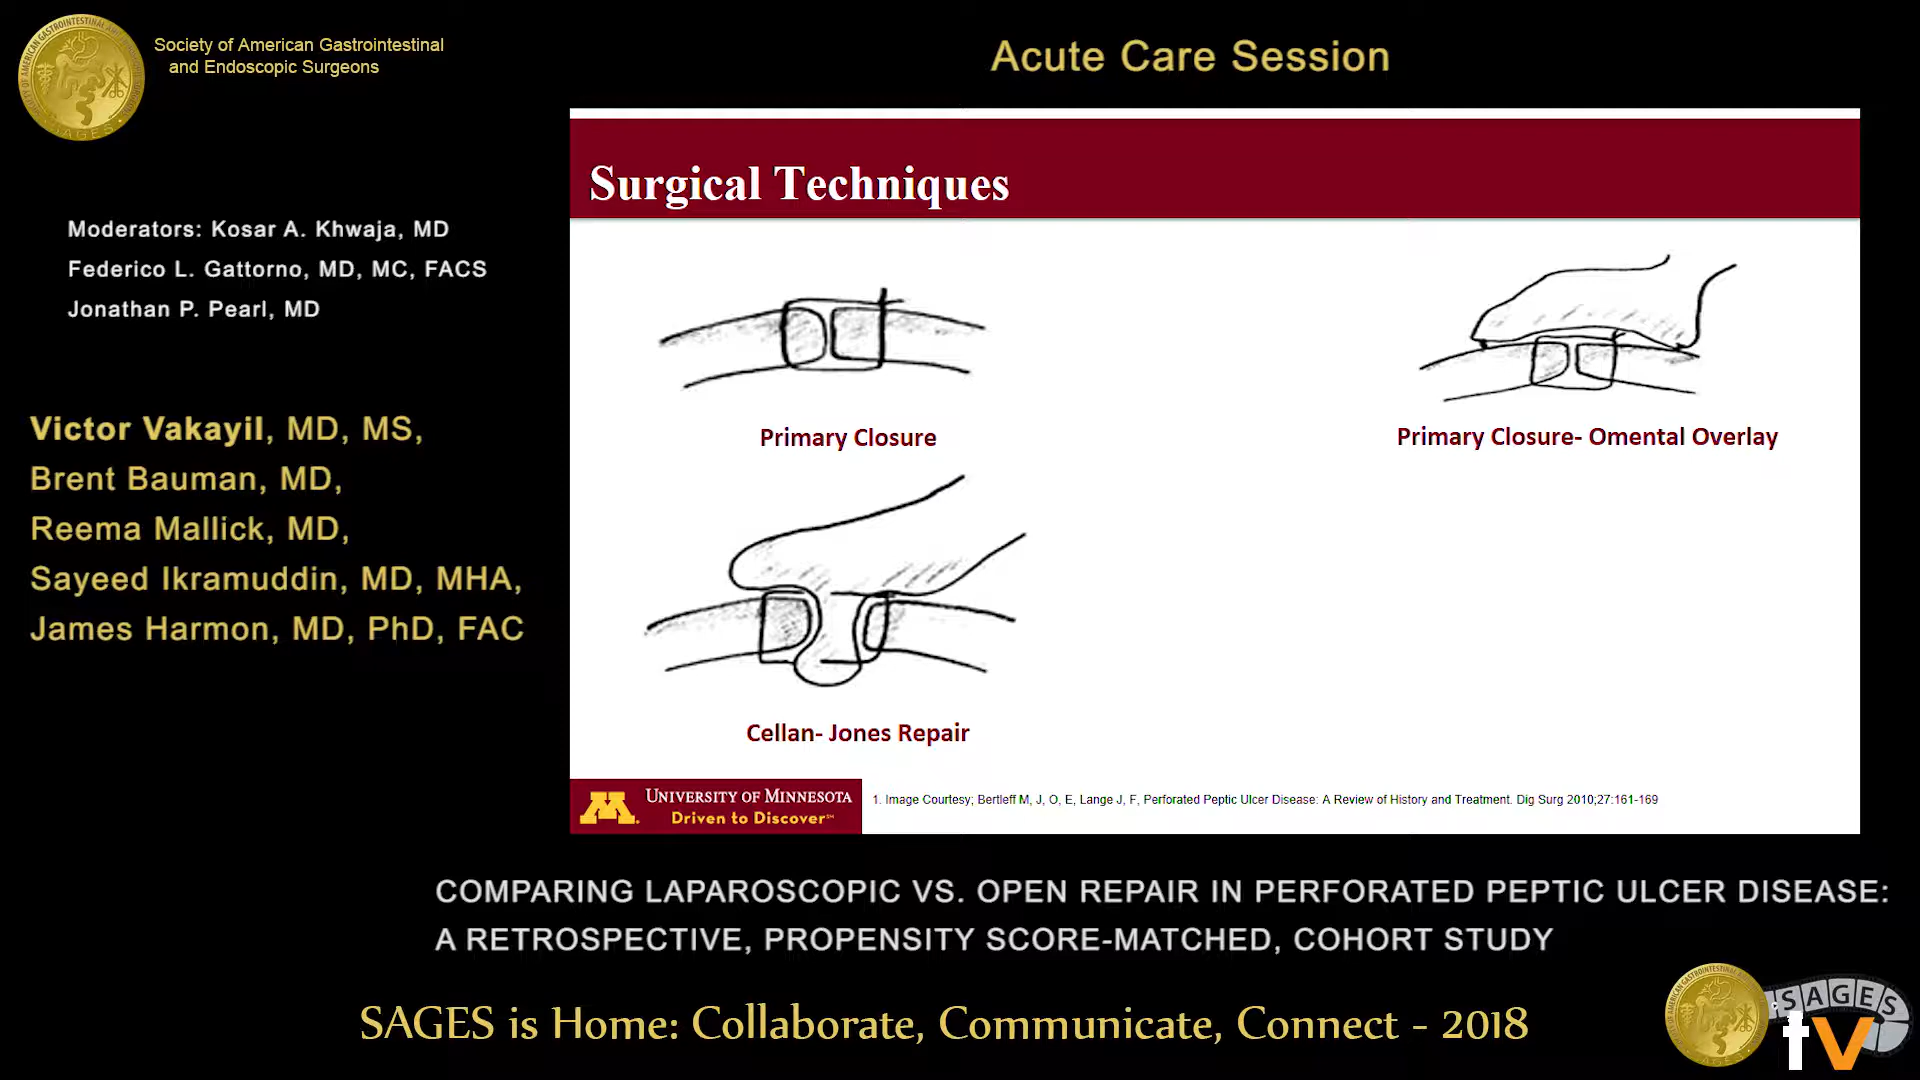 Society of American Gastrointestinal
and Endoscopic Surgeons
Acute Care Session
Moderators: Kosar A. Khwaja, MD
Federico L. Gattorno, MD, MC, FACS
Jonathan P. Pearl, MD
Victor Vakayil, MD, MS,
Brent Bauman, MD,
Reema Mallick, MD,
Sayeed Ikramuddin, MD, MHA,
James Harmon, MD, PhD, FAC
Surgical Techniques
Primary Closure
Primary Closure- Omental Overlay
Cellan- Jones Repair
M.
UNIVERSITY OF MINNESOTA
Driven to Discover℠
1. Image Courtesy; Bertleff M, J, O, E, Lange J, F, Perforated Peptic Ulcer Disease: A Review of History and Treatment. Dig Surg 2010;27:161-169
COMPARING LAPAROSCOPIC VS. OPEN REPAIR IN PERFORATED PEPTIC ULCER DISEASE:
A RETROSPECTIVE, PROPENSITY SCORE-MATCHED, COHORT STUDY
SAGES is Home: Collaborate, Communicate, Connect - 2018
SAGES
tv